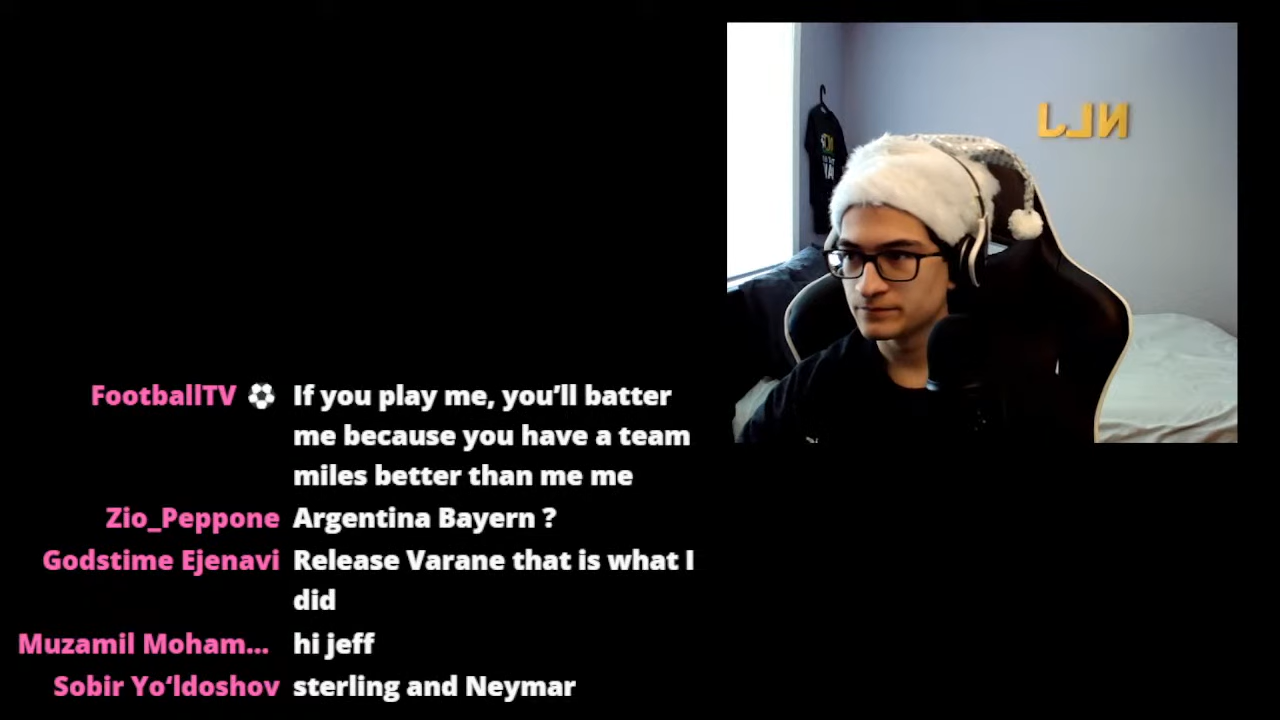 NLJ
FootballTV ⚽ If you play me, you’ll batter
me because you have a team
miles better than me me
Zio_Peppone Argentina Bayern ?
Godstime Ejenavi Release Varane that is what I
did
Muzamil Moham... hi jeff
Sobir Yo‘ldoshov sterling and Neymar